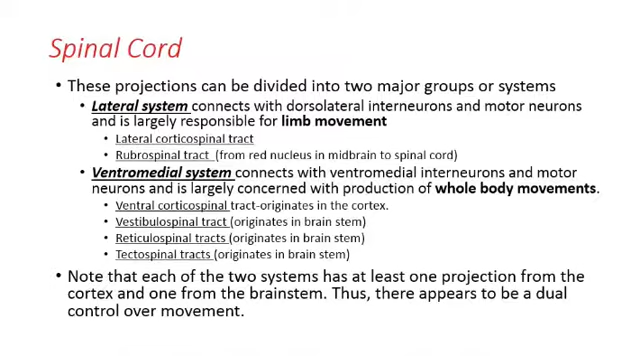 Spinal Cord
• These projections can be divided into two major groups or systems
• Lateral system connects with dorsolateral interneurons and motor neurons
and is largely responsible for limb movement
• Lateral corticospinal tract
• Rubrospinal tract (from red nucleus in midbrain to spinal cord)
• Ventromedial system connects with ventromedial interneurons and motor
neurons and is largely concerned with production of whole body movements.
• Ventral corticospinal tract-originates in the cortex.
• Vestibulospinal tract (originates in brain stem)
• Reticulospinal tracts (originates in brain stem)
• Tectospinal tracts (originates in brain stem)
• Note that each of the two systems has at least one projection from the
cortex and one from the brainstem. Thus, there appears to be a dual
control over movement.